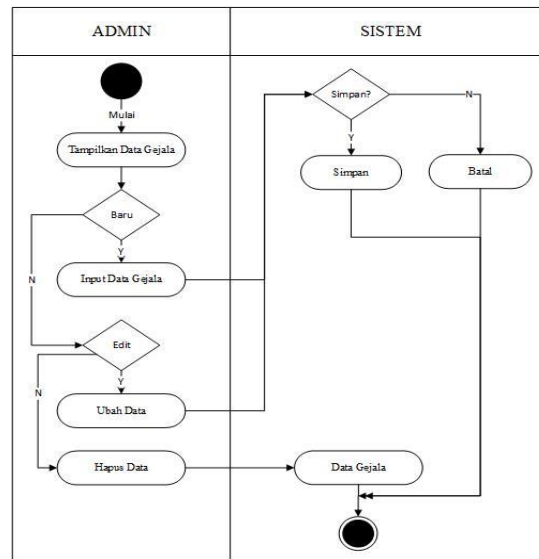 ADMIN
SISTEM
Mulai
Tampilkan Data Gejala
Baru
Y
N
Input Data Gejala
Edit
Y
N
Ubah Data
Hapus Data
Simpan?
N
Y
Simpan
Batal
Data Gejala